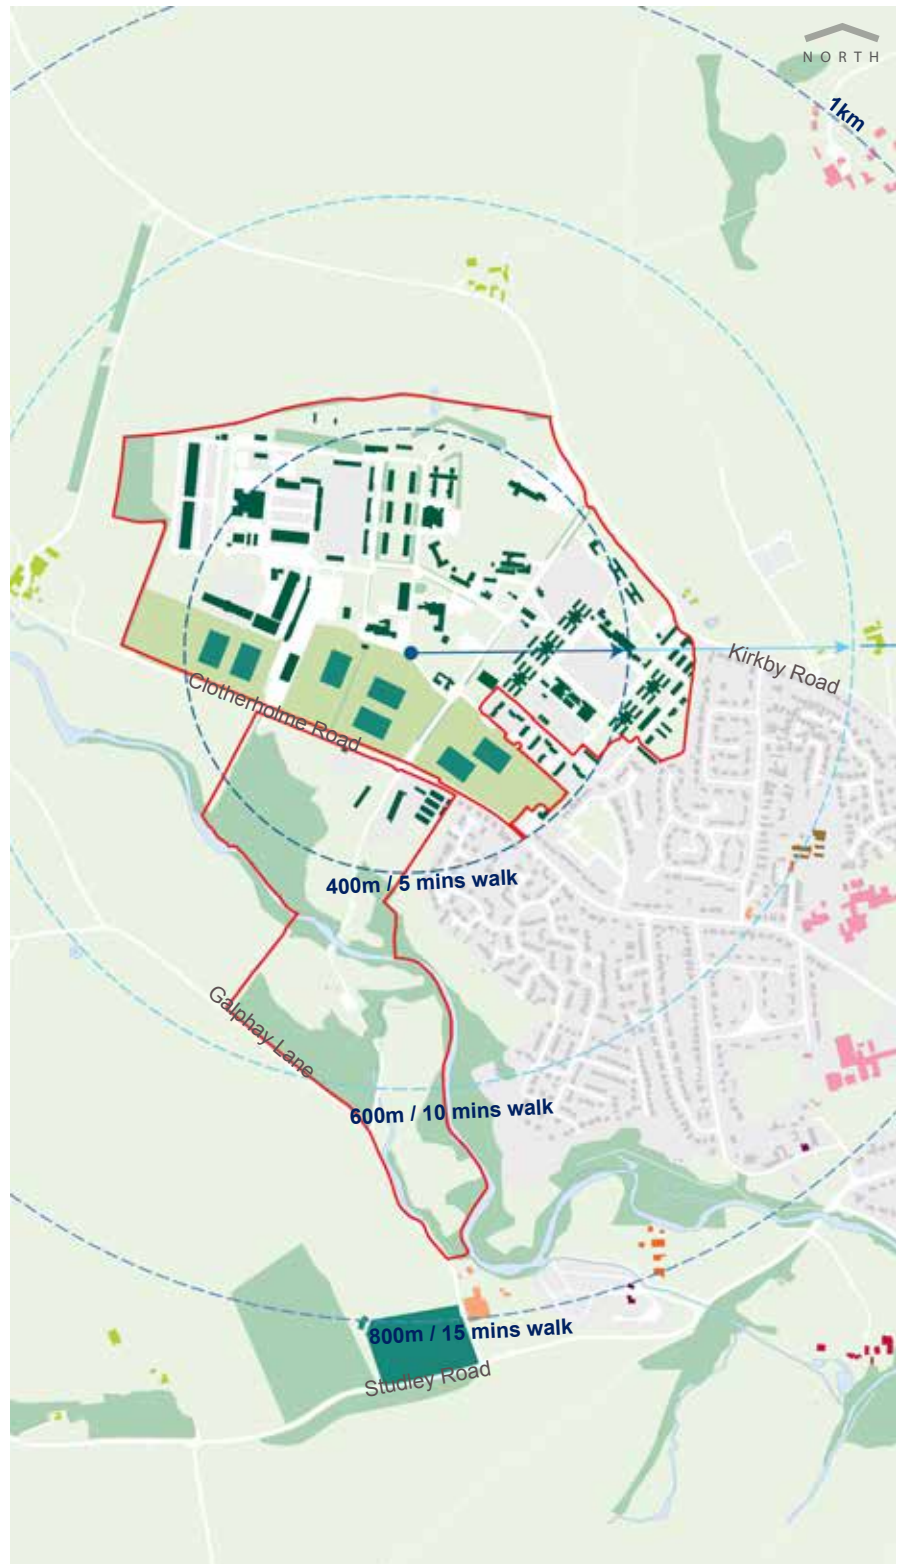 NORTH
1km
Kirkby Road
Clotherholme Road
400m / 5 mins walk
Galphay Lane
600m / 10 mins walk
800m / 15 mins walk
Studley Road